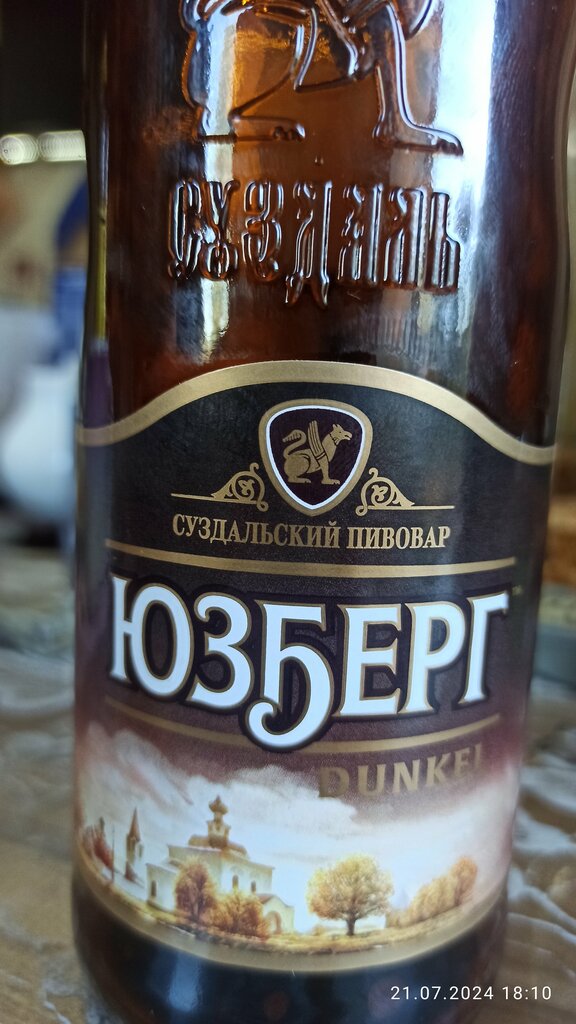 СУЗДАЛЬ
СУЗДАЛЬСКИЙ ПИВОВАР
ЮЗБЕРГ
DUNKEL
21.07.2024 18:10